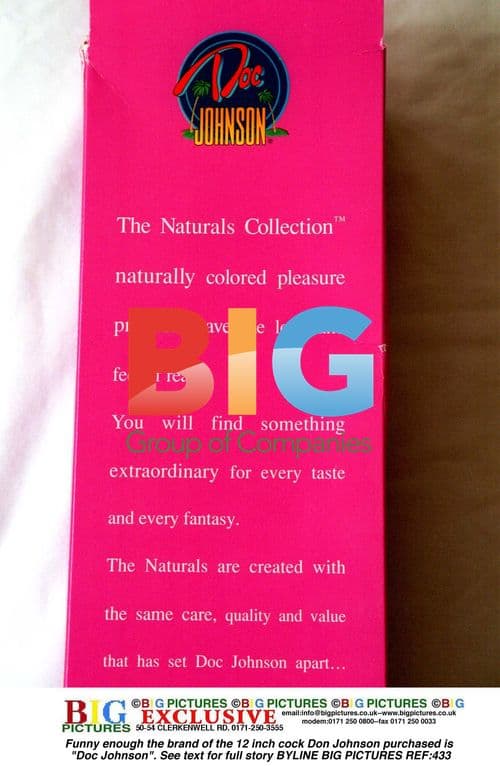 Doc
JOHNSON®
The Naturals Collection™
naturally colored pleasure
BIG
You will find something
Group of Companies
extraordinary for every taste
and every fantasy.
The Naturals are created with
the same care, quality and value
that has set Doc Johnson apart...
BIG PICTURES
©BIG PICTURES ©BIG PICTURES ©BIG PICTURES ©BIG
EXCLUSIVE
email:info@bigpictures.co.uk--www.bigpictures.co.uk
50-54 CLERKENWELL RD. 0171-250-3555
modem:0171 250 0800--fax 0171 250 0033
Funny enough the brand of the 12 inch cock Don Johnson purchased is
"Doc Johnson". See text for full story BYLINE BIG PICTURES REF:433